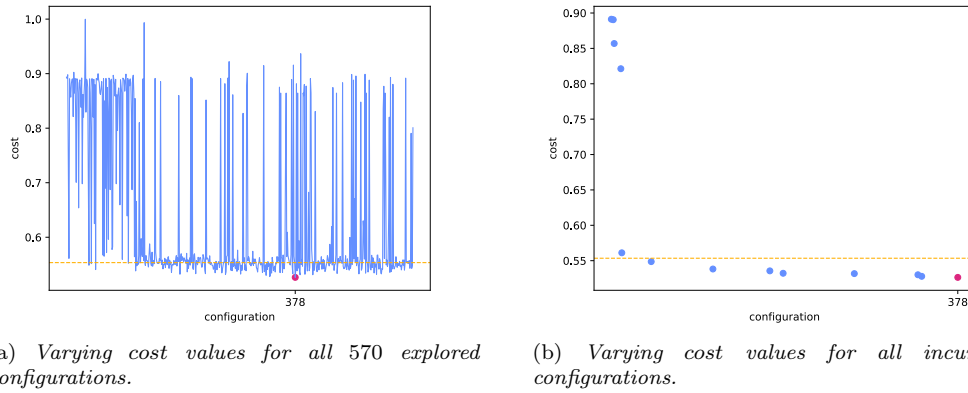 1.0
0.9
0.8
0.7
0.6
cost
378
configuration
0.90
0.85
0.80
0.75
0.70
0.65
0.60
0.55
cost
378
configuration
a) Varying cost values for all 570 explored
onfigurations.
(b) Varying cost values for all incu
configurations.